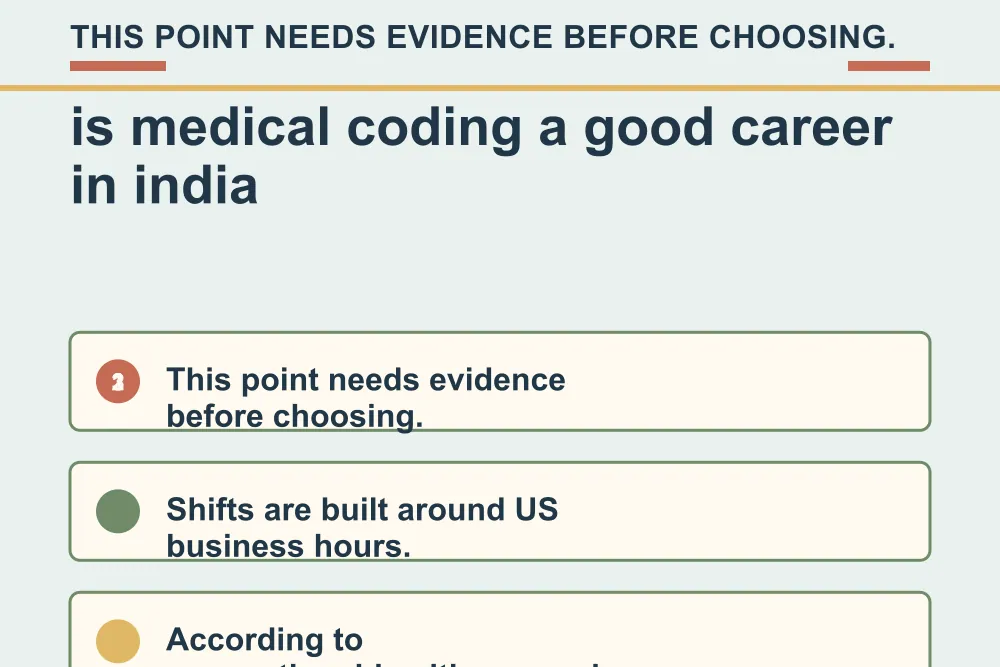 THIS POINT NEEDS EVIDENCE BEFORE CHOOSING.
is medical coding a good career
in india
This point needs evidence
before choosing.
Shifts are built around US
business hours.
According to